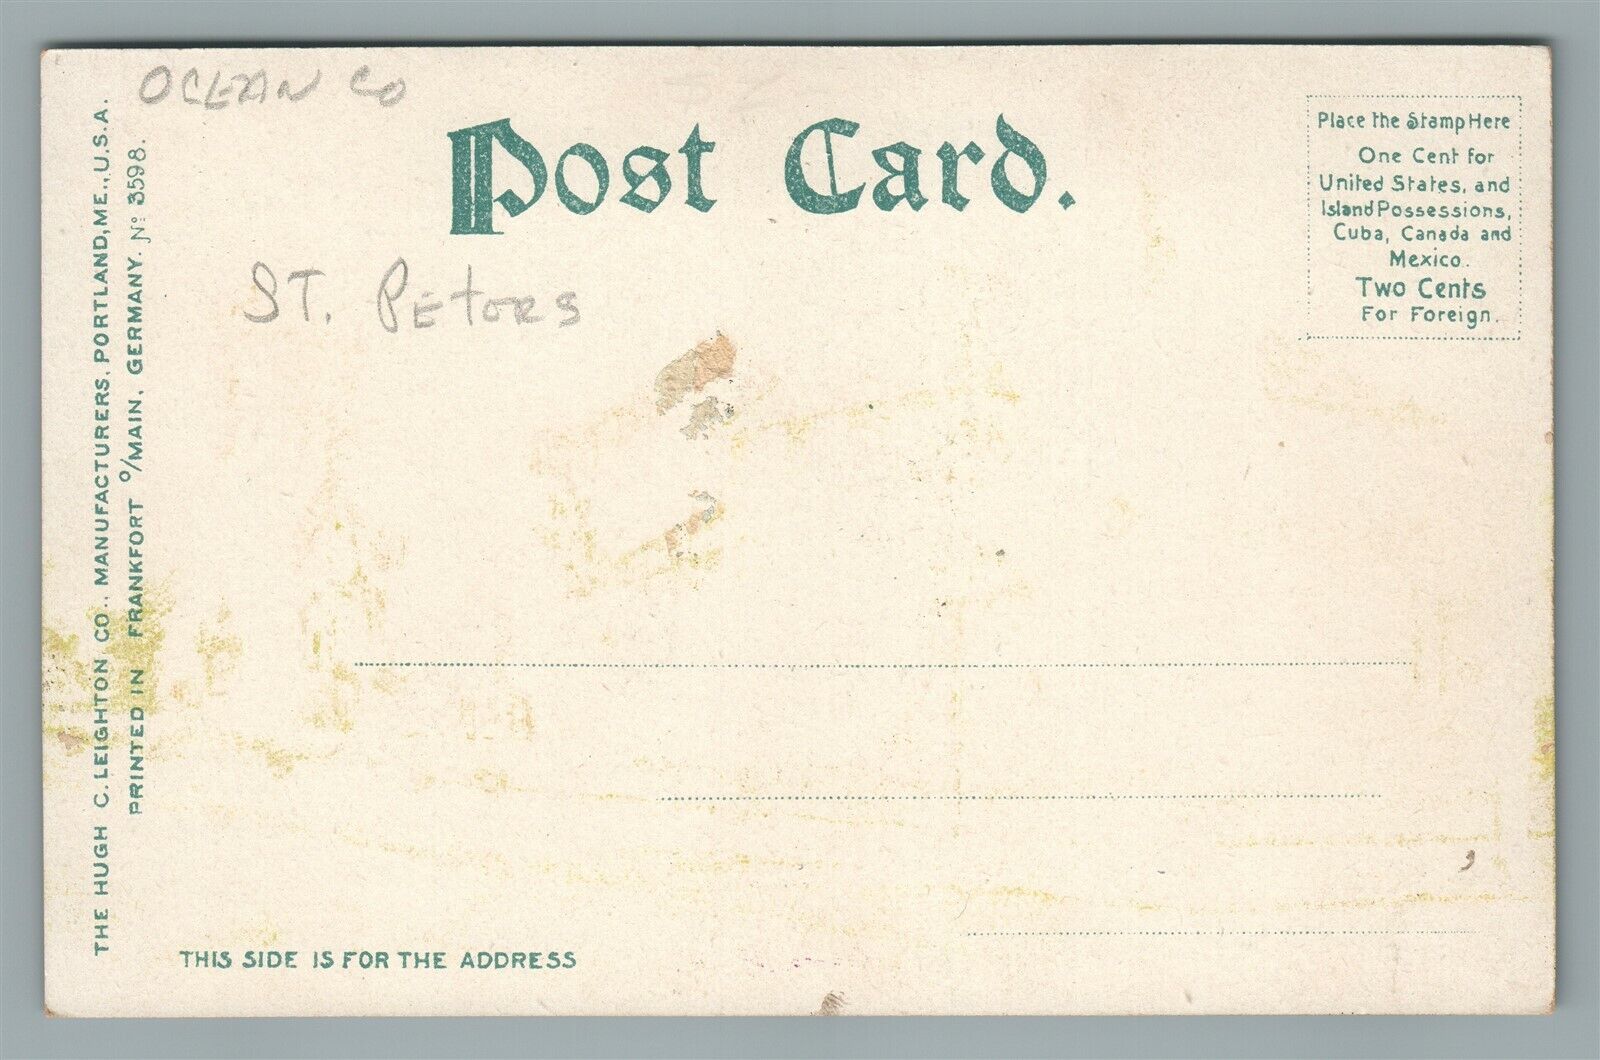 OCEAN CO
Post Card.
ST. PETERS
Place the Stamp Here
One Cent for
United States, and
Island Possessions,
Cuba, Canada and
Mexico.
Two Cents
For Foreign.
THE HUGH C. LEIGHTON CO., MANUFACTURERS, PORTLAND, ME., U.S.A.
PRINTED IN FRANKFORT o/MAIN, GERMANY. No 3598.
THIS SIDE IS FOR THE ADDRESS